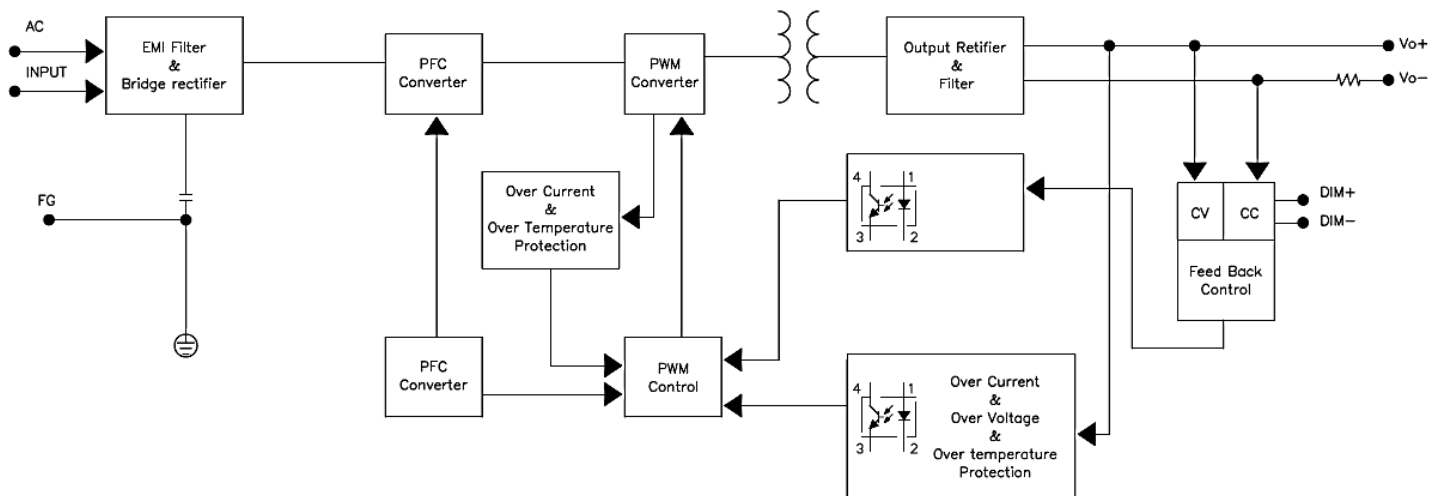 AC
INPUT
EMI Filter
&
Bridge rectifier
PFC
Converter
PWM
Converter
Output Retifier
&
Filter
Vo+
Vo−
FG
Over Current
&
Over Temperature
Protection
4
1
3
2
CV
CC
DIM+
DIM−
Feed Back
Control
PFC
Converter
PWM
Control
4
1
3
2
Over Current
&
Over Voltage
&
Over temperature
Protection